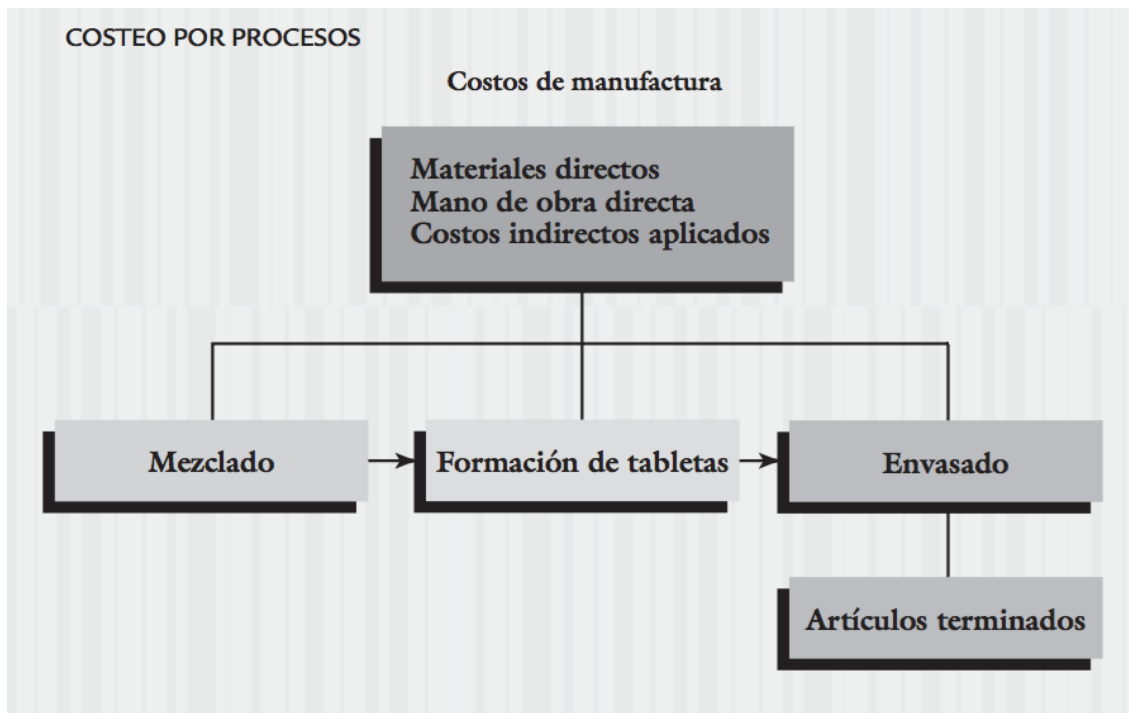 COSTEO POR PROCESOS
Costos de manufactura
Materiales directos
Mano de obra directa
Costos indirectos aplicados
Mezclado
Formación de tabletas
Envasado
Artículos terminados